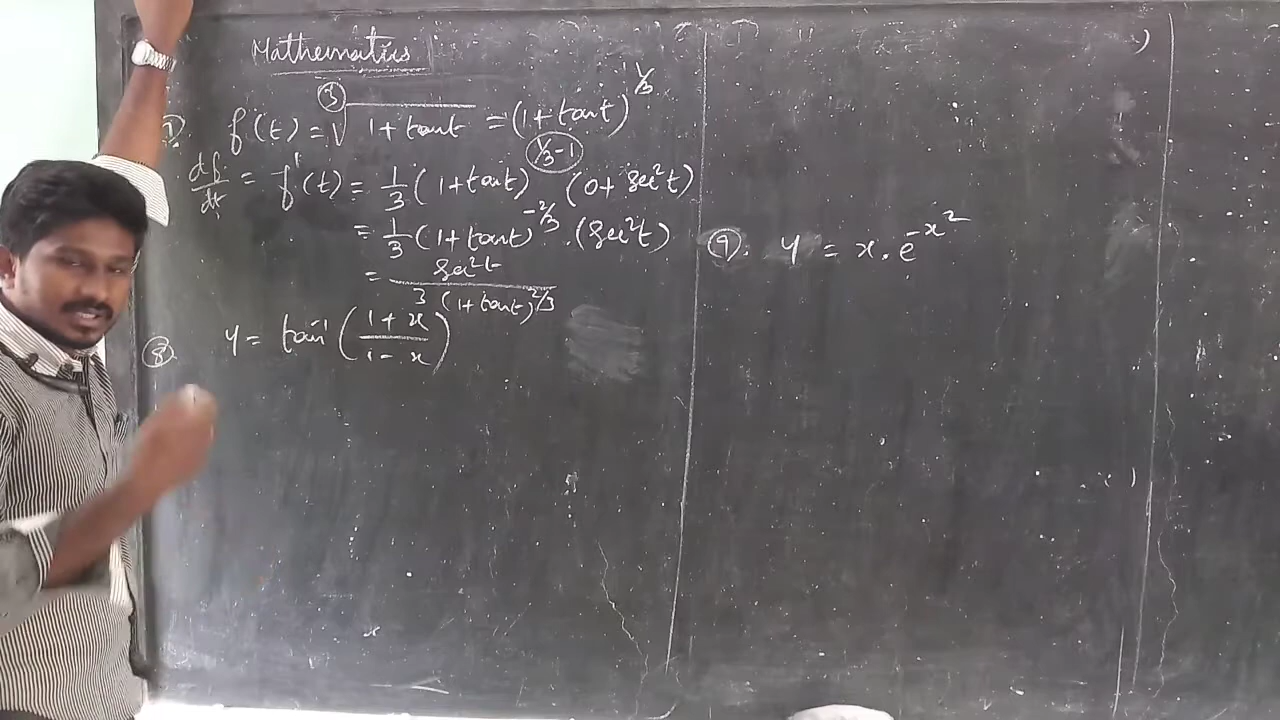 Mathematics
7. f(t) = ∛(1 + tan t) = (1 + tan t)^(1/3)
df/dt = f'(t) = 1/3 (1 + tan t)^(1/3 - 1) (0 + sec²t)
= 1/3 (1 + tan t)^(-2/3) . (sec²t)
= sec²t / 3 (1 + tan t)^(2/3)
8. y = tan⁻¹ ((1 + x)/(1 - x))
9. y = x . e^(-x²)